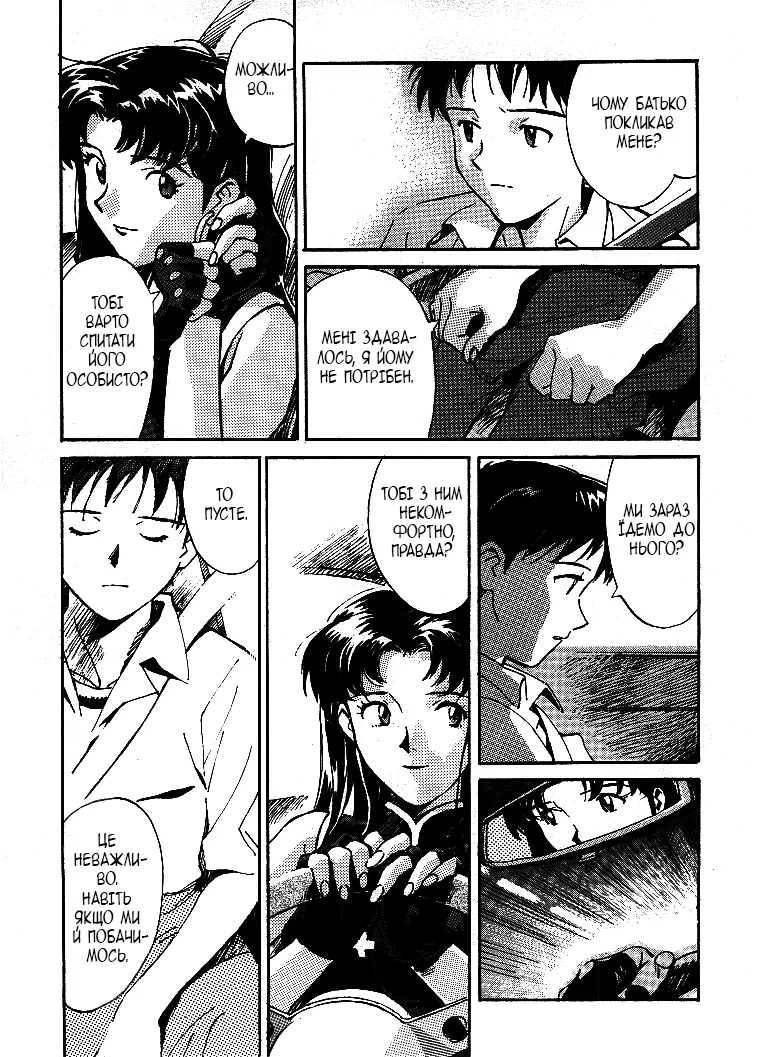 ЧОМУ БАТЬКО
ПОКЛИКАВ
МЕНЕ?
МЕНІ ЗДАВА-
ЛОСЬ, Я ЙОМУ
НЕ ПОТРІБЕН.
МОЖЛИ-
ВО...
ТОБІ
ВАРТО
СПИТАТИ
ЙОГО
ОСОБИСТО?
МИ ЗАРАЗ
ЇДЕМО ДО
НЬОГО?
ТОБІ З НИМ
НЕКОМ-
ФОРТНО,
ПРАВДА?
ТО
ПУСТЕ.
ЦЕ
НЕВАЖЛИ-
ВО.
НАВІТЬ
ЯКЩО МИ
Й ПОБАЧИ-
МОСЬ.